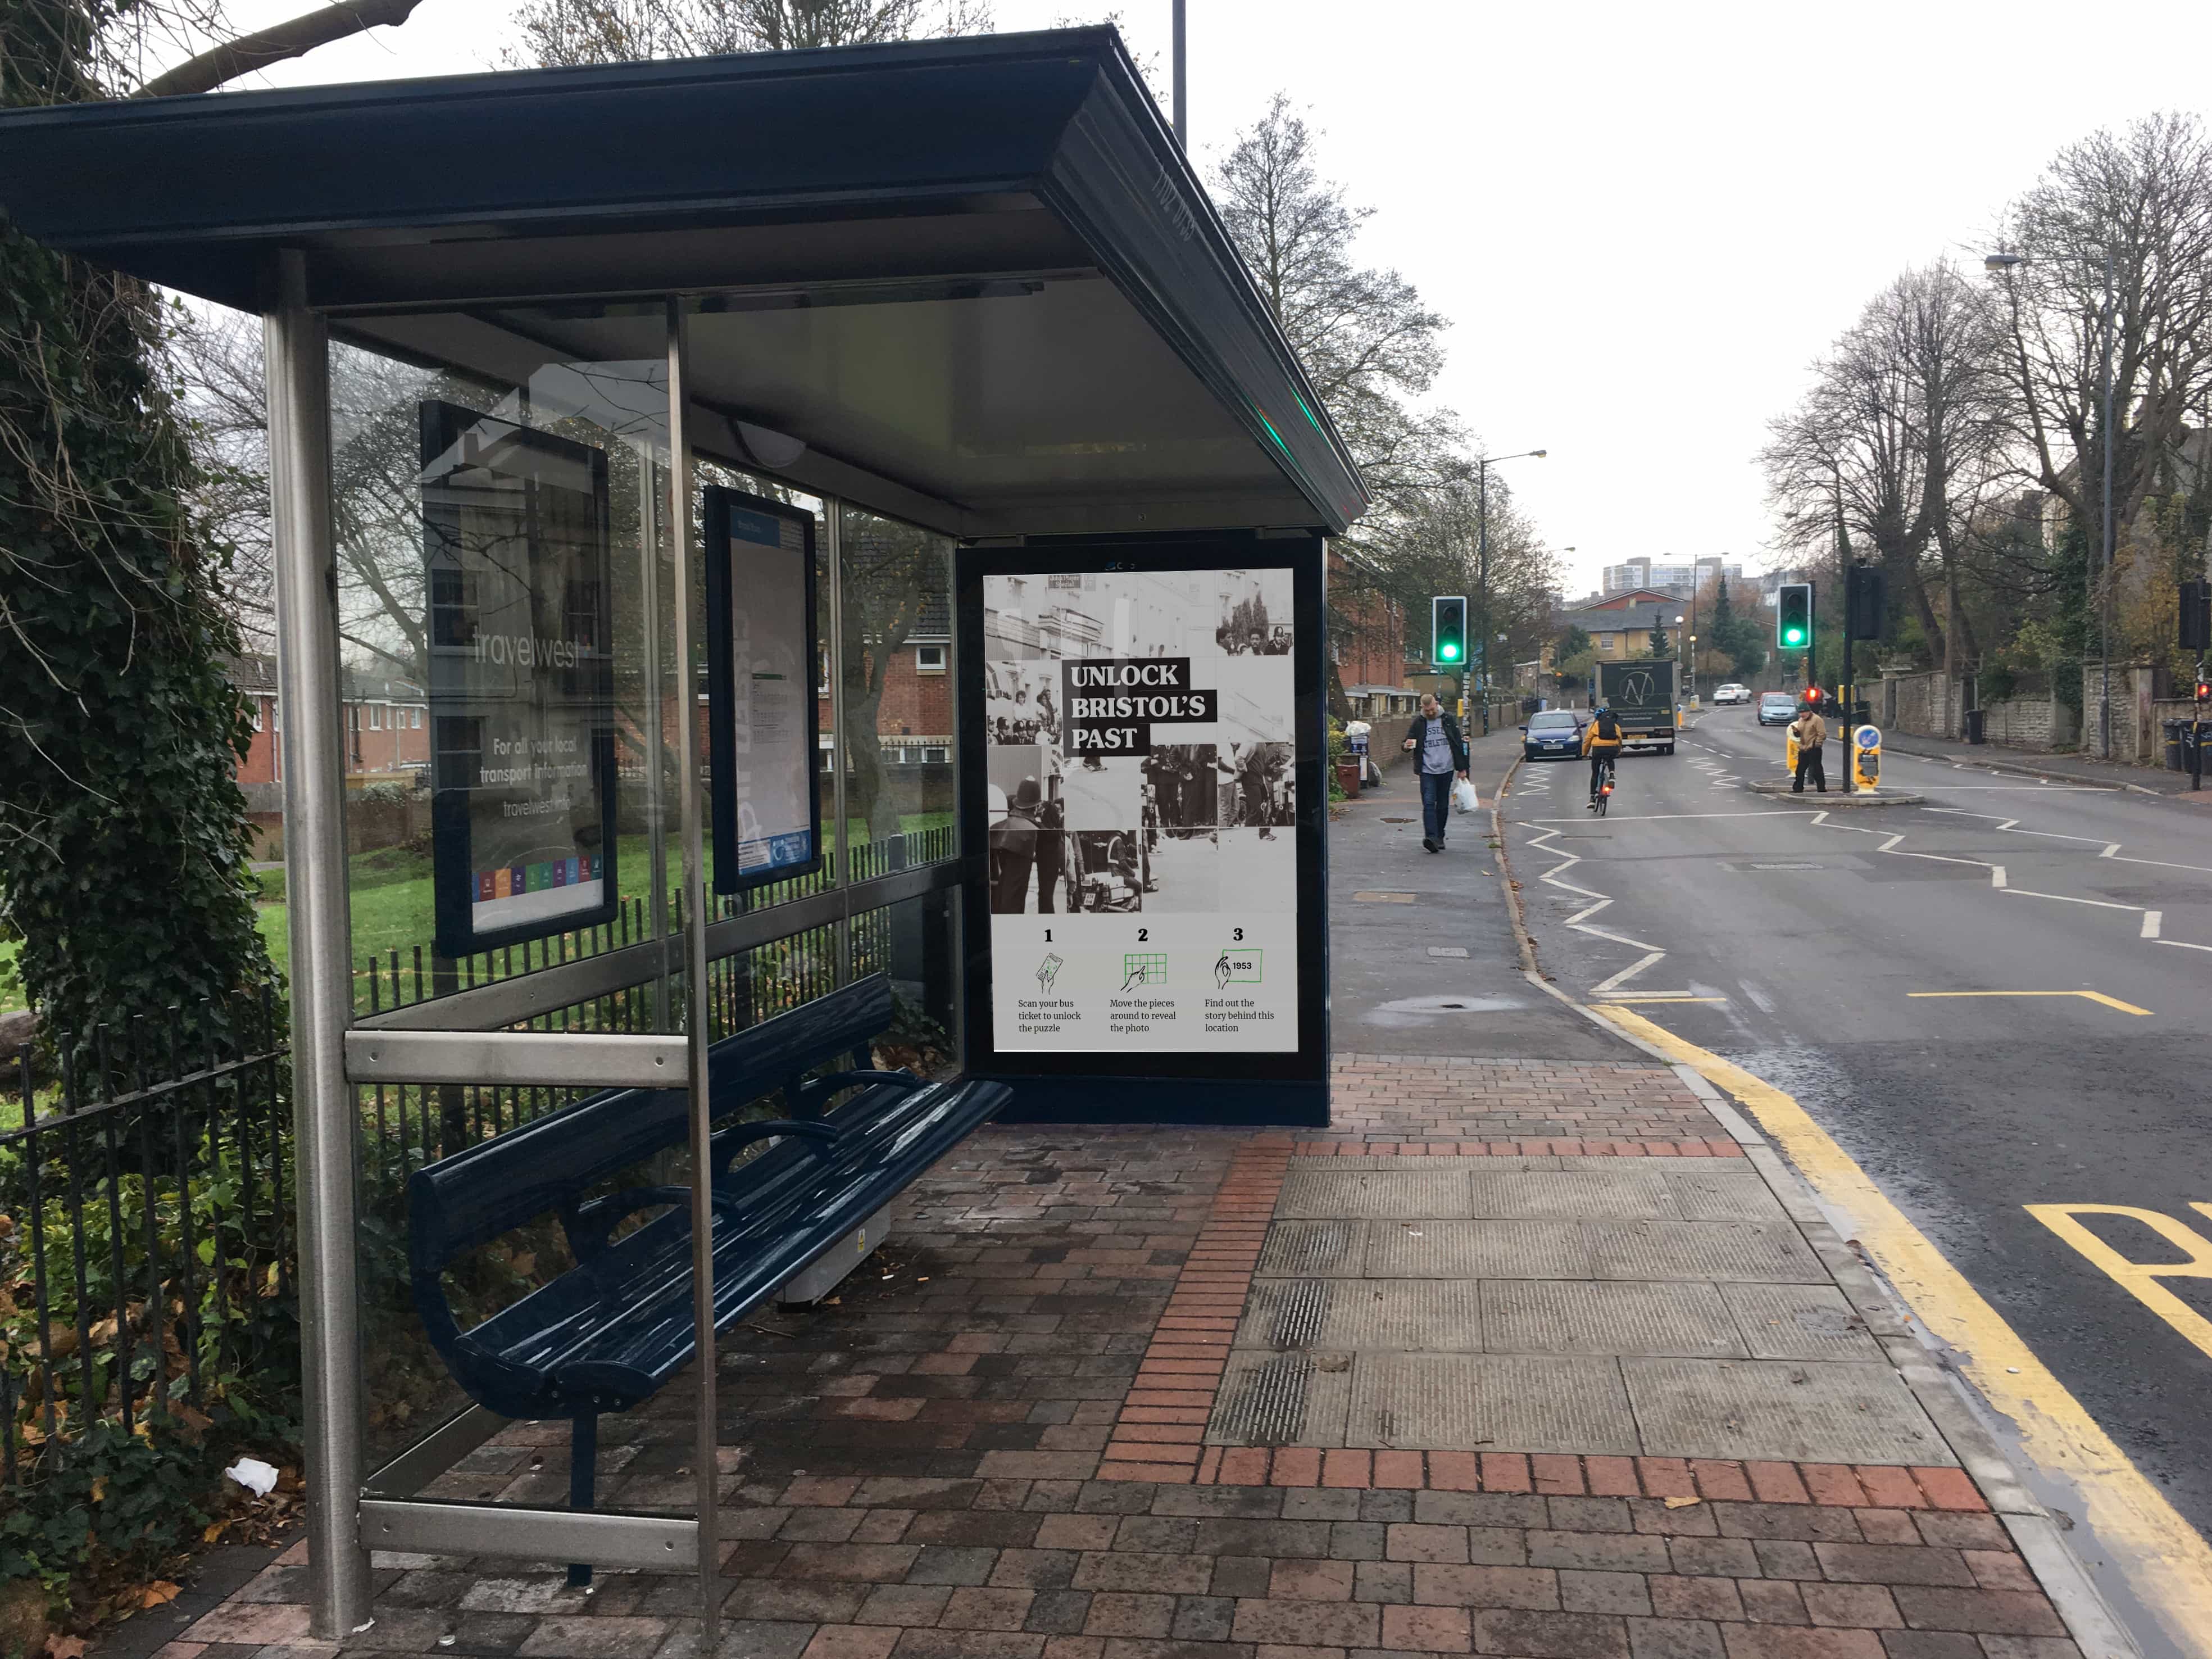 travelwest
For all your local
transport information
travelwest.info
UNLOCK
BRISTOL'S
PAST
1
2
3
1953
Scan your bus
ticket to unlock
the puzzle
Move the pieces
around to reveal
the photo
Find out the
story behind this
location